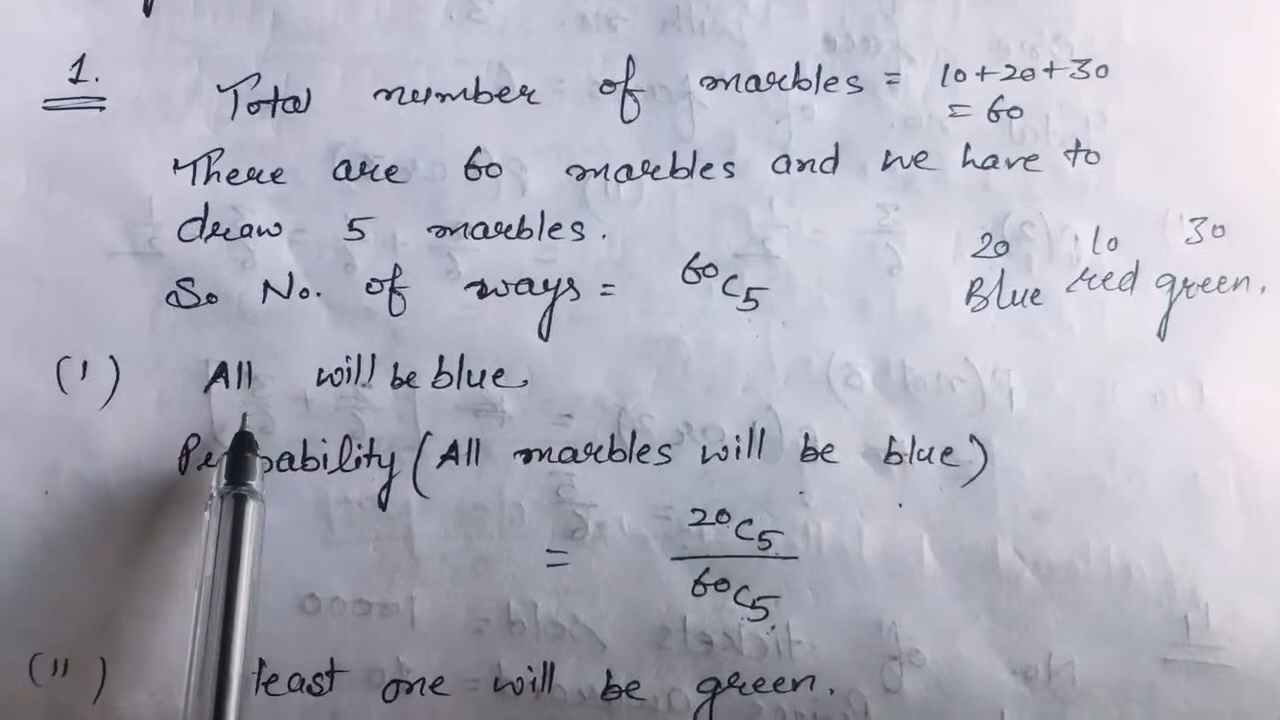 1. Total number of marbles = 10+20+30
= 60
There are 60 marbles and we have to
draw 5 marbles.
20 10 30
Blue red green.
So No. of ways = ⁶⁰C₅
(i) All will be blue
(All marbles will be blue)
= ²⁰C₅
⁶⁰C₅
(ii) least one will be green.